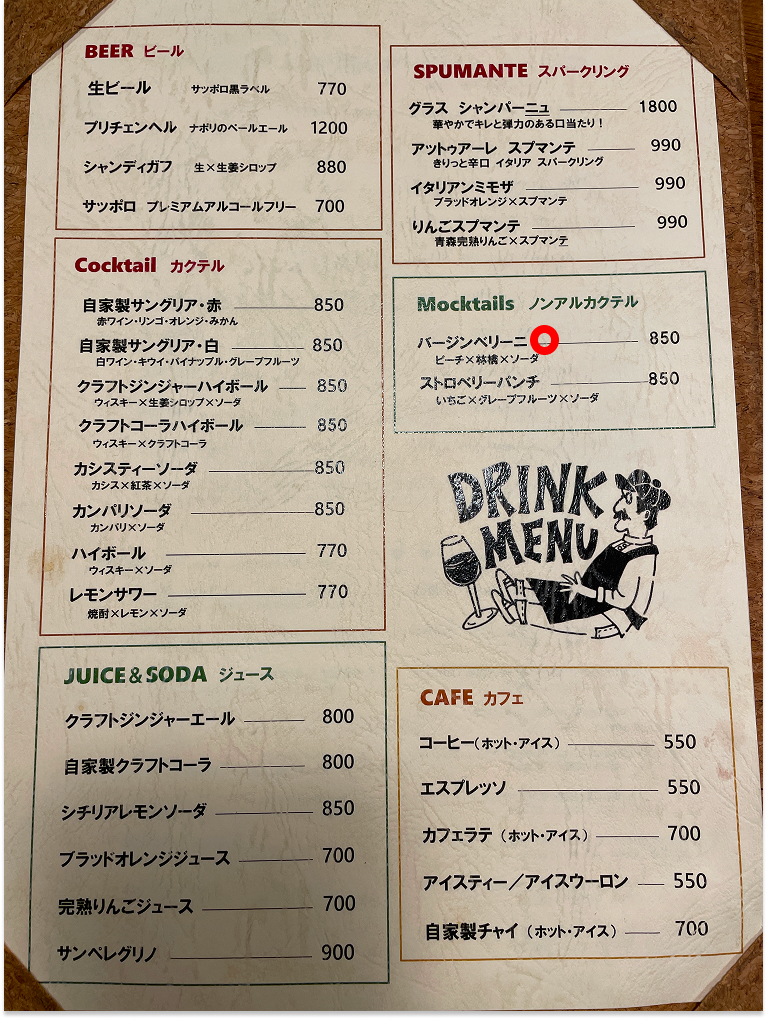 BEER ビール
生ビール サッポロ黒ラベル 770
プリチェンヘル ナポリのペールエール 1200
シャンディガフ 生×生姜シロップ 880
サッポロ プレミアムアルコールフリー 700
Cocktail カクテル
自家製サングリア・赤 850
赤ワイン・リンゴ・オレンジ・みかん
自家製サングリア・白 850
白ワイン・キウイ・パイナップル・グレープフルーツ
クラフトジンジャーハイボール 850
ウィスキー×生姜シロップ×ソーダ
クラフトコーラハイボール 850
ウィスキー×クラフトコーラ
カシスティーソーダ 850
カシス×紅茶×ソーダ
カンパリソーダ 850
カンパリ×ソーダ
ハイボール 770
ウィスキー×ソーダ
レモンサワー 770
焼酎×レモン×ソーダ
JUICE&SODA ジュース
クラフトジンジャーエール 800
自家製クラフトコーラ 800
シチリアレモンソーダ 850
ブラッドオレンジジュース 700
完熟りんごジュース 700
サンペレグリノ 900
SPUMANTE スパークリング
グラス シャンパーニュ 1800
華やかでキレと弾力のある口当たり！
アットゥアーレ スプマンテ 990
きりっと辛口 イタリア スパークリング
イタリアンミモザ 990
ブラッドオレンジ×スプマンテ
りんごスプマンテ 990
青森完熟りんご×スプマンテ
Mocktails ノンアルカクテル
バージンベリーニ 850
ピーチ×林檎×ソーダ
ストロベリーパンチ 850
いちご×グレープフルーツ×ソーダ
DRINK
MENU
CAFE カフェ
コーヒー（ホット・アイス） 550
エスプレッソ 550
カフェラテ（ホット・アイス） 700
アイスティー／アイスウーロン 550
自家製チャイ（ホット・アイス） 700